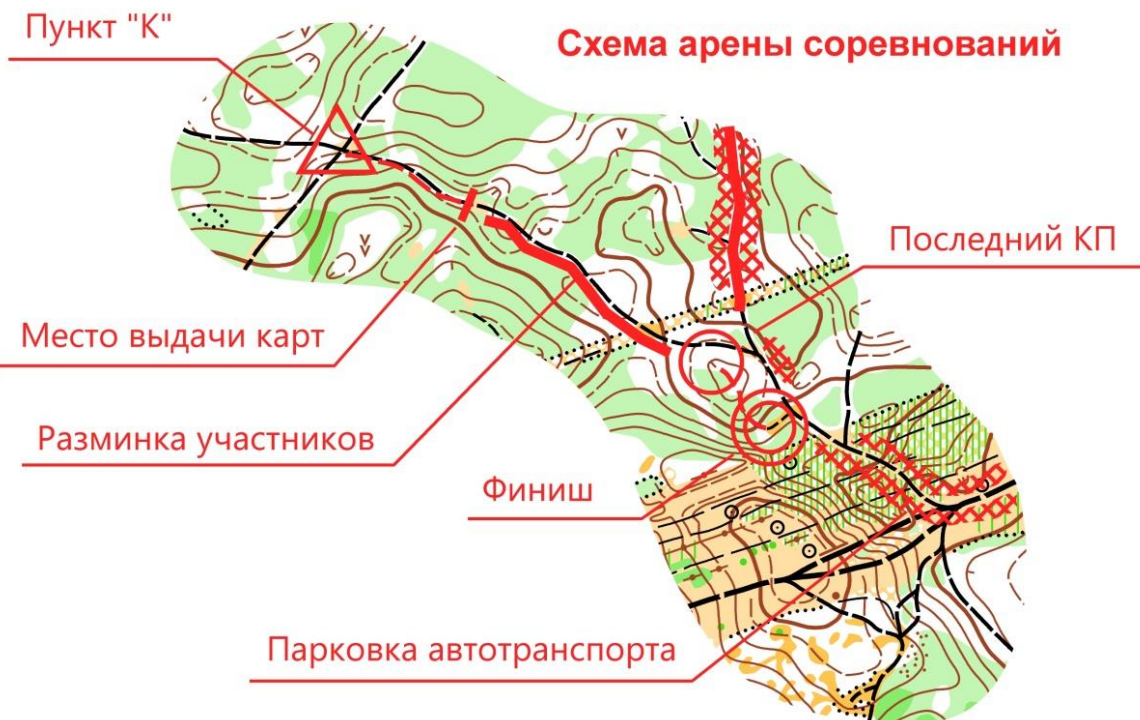 Пункт "К"
Схема арены соревнований
Последний КП
Место выдачи карт
Разминка участников
Финиш
Парковка автотранспорта